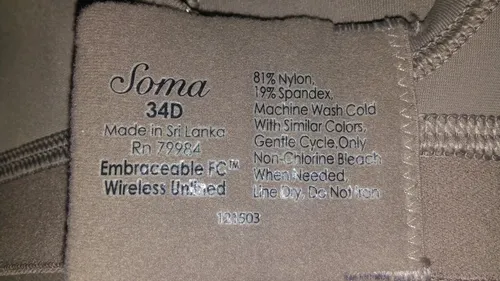 Soma
34D
Made in Sri Lanka
Rn 79984
Embraceable FC™
Wireless Unlined
81% Nylon,
19% Spandex,
Machine Wash Cold
With Similar Colors,
Gentle Cycle,Only
Non-Chlorine Bleach
When Needed,
Line Dry, Do Not Iron
121503